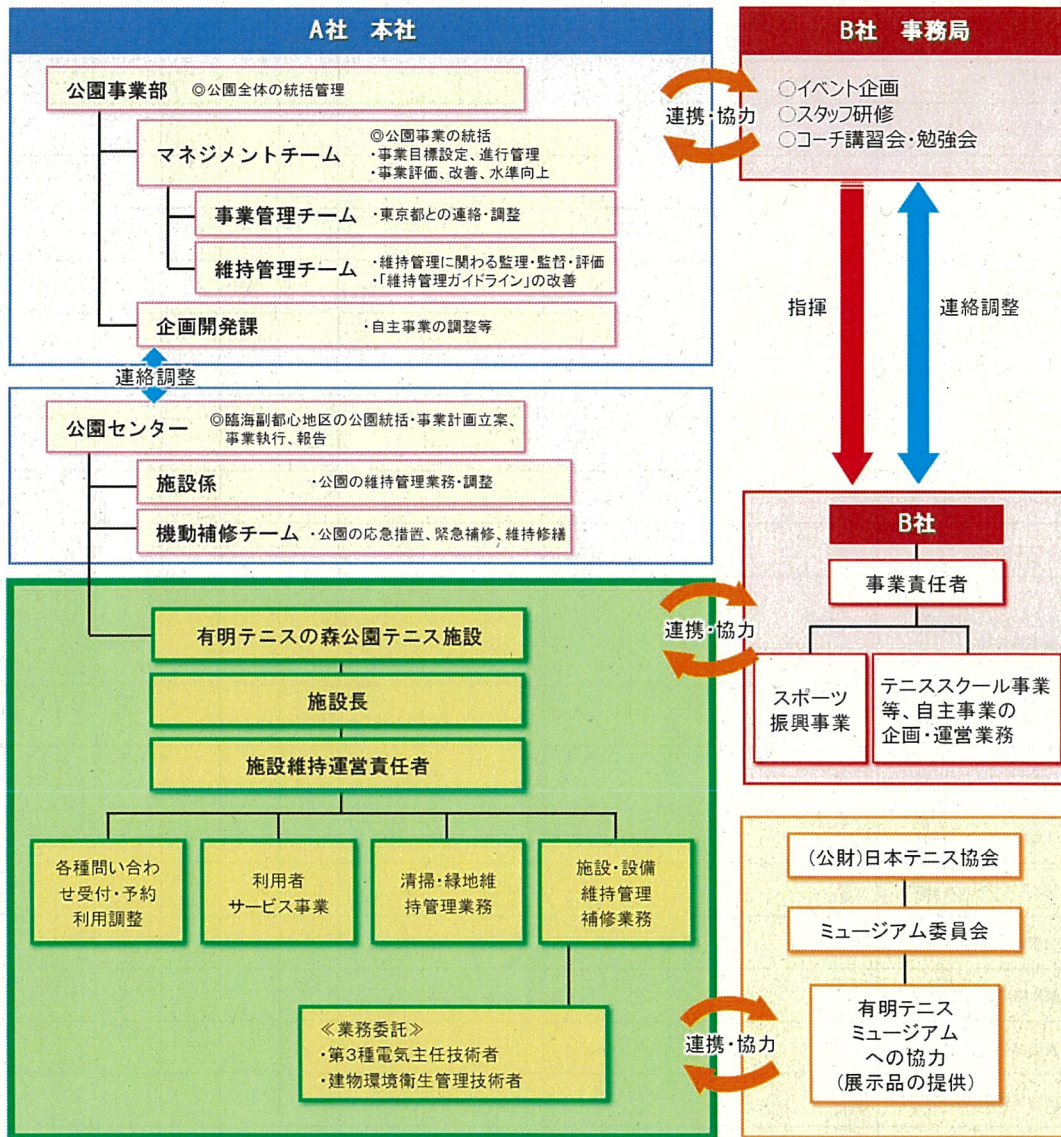 A社 本社
公園事業部 ◎公園全体の統括管理
マネジメントチーム
◎公園事業の統括
・事業目標設定、進行管理
・事業評価、改善、水準向上
事業管理チーム ・東京都との連絡・調整
維持管理チーム
・維持管理に関わる監理・監督・評価
・「維持管理ガイドライン」の改善
企画開発課 ・自主事業の調整等
連絡調整
公園センター
◎臨海副都心地区の公園統括・事業計画立案、
事業執行、報告
施設係 ・公園の維持管理業務・調整
機動補修チーム ・公園の応急措置、緊急補修、維持修繕
有明テニスの森公園テニス施設
施設長
施設維持運営責任者
各種問い合わ
せ受付・予約
利用調整
利用者
サービス事業
清掃・緑地維
持管理業務
施設・設備
維持管理
補修業務
≪業務委託≫
・第3種電気主任技術者
・建物環境衛生管理技術者
連携・協力
B社 事務局
○イベント企画
○スタッフ研修
○コーチ講習会・勉強会
指揮
連絡調整
連携・協力
B社
事業責任者
スポーツ
振興事業
テニススクール事業
等、自主事業の
企画・運営業務
連携・協力
(公財)日本テニス協会
ミュージアム委員会
有明テニス
ミュージアム
への協力
(展示品の提供)